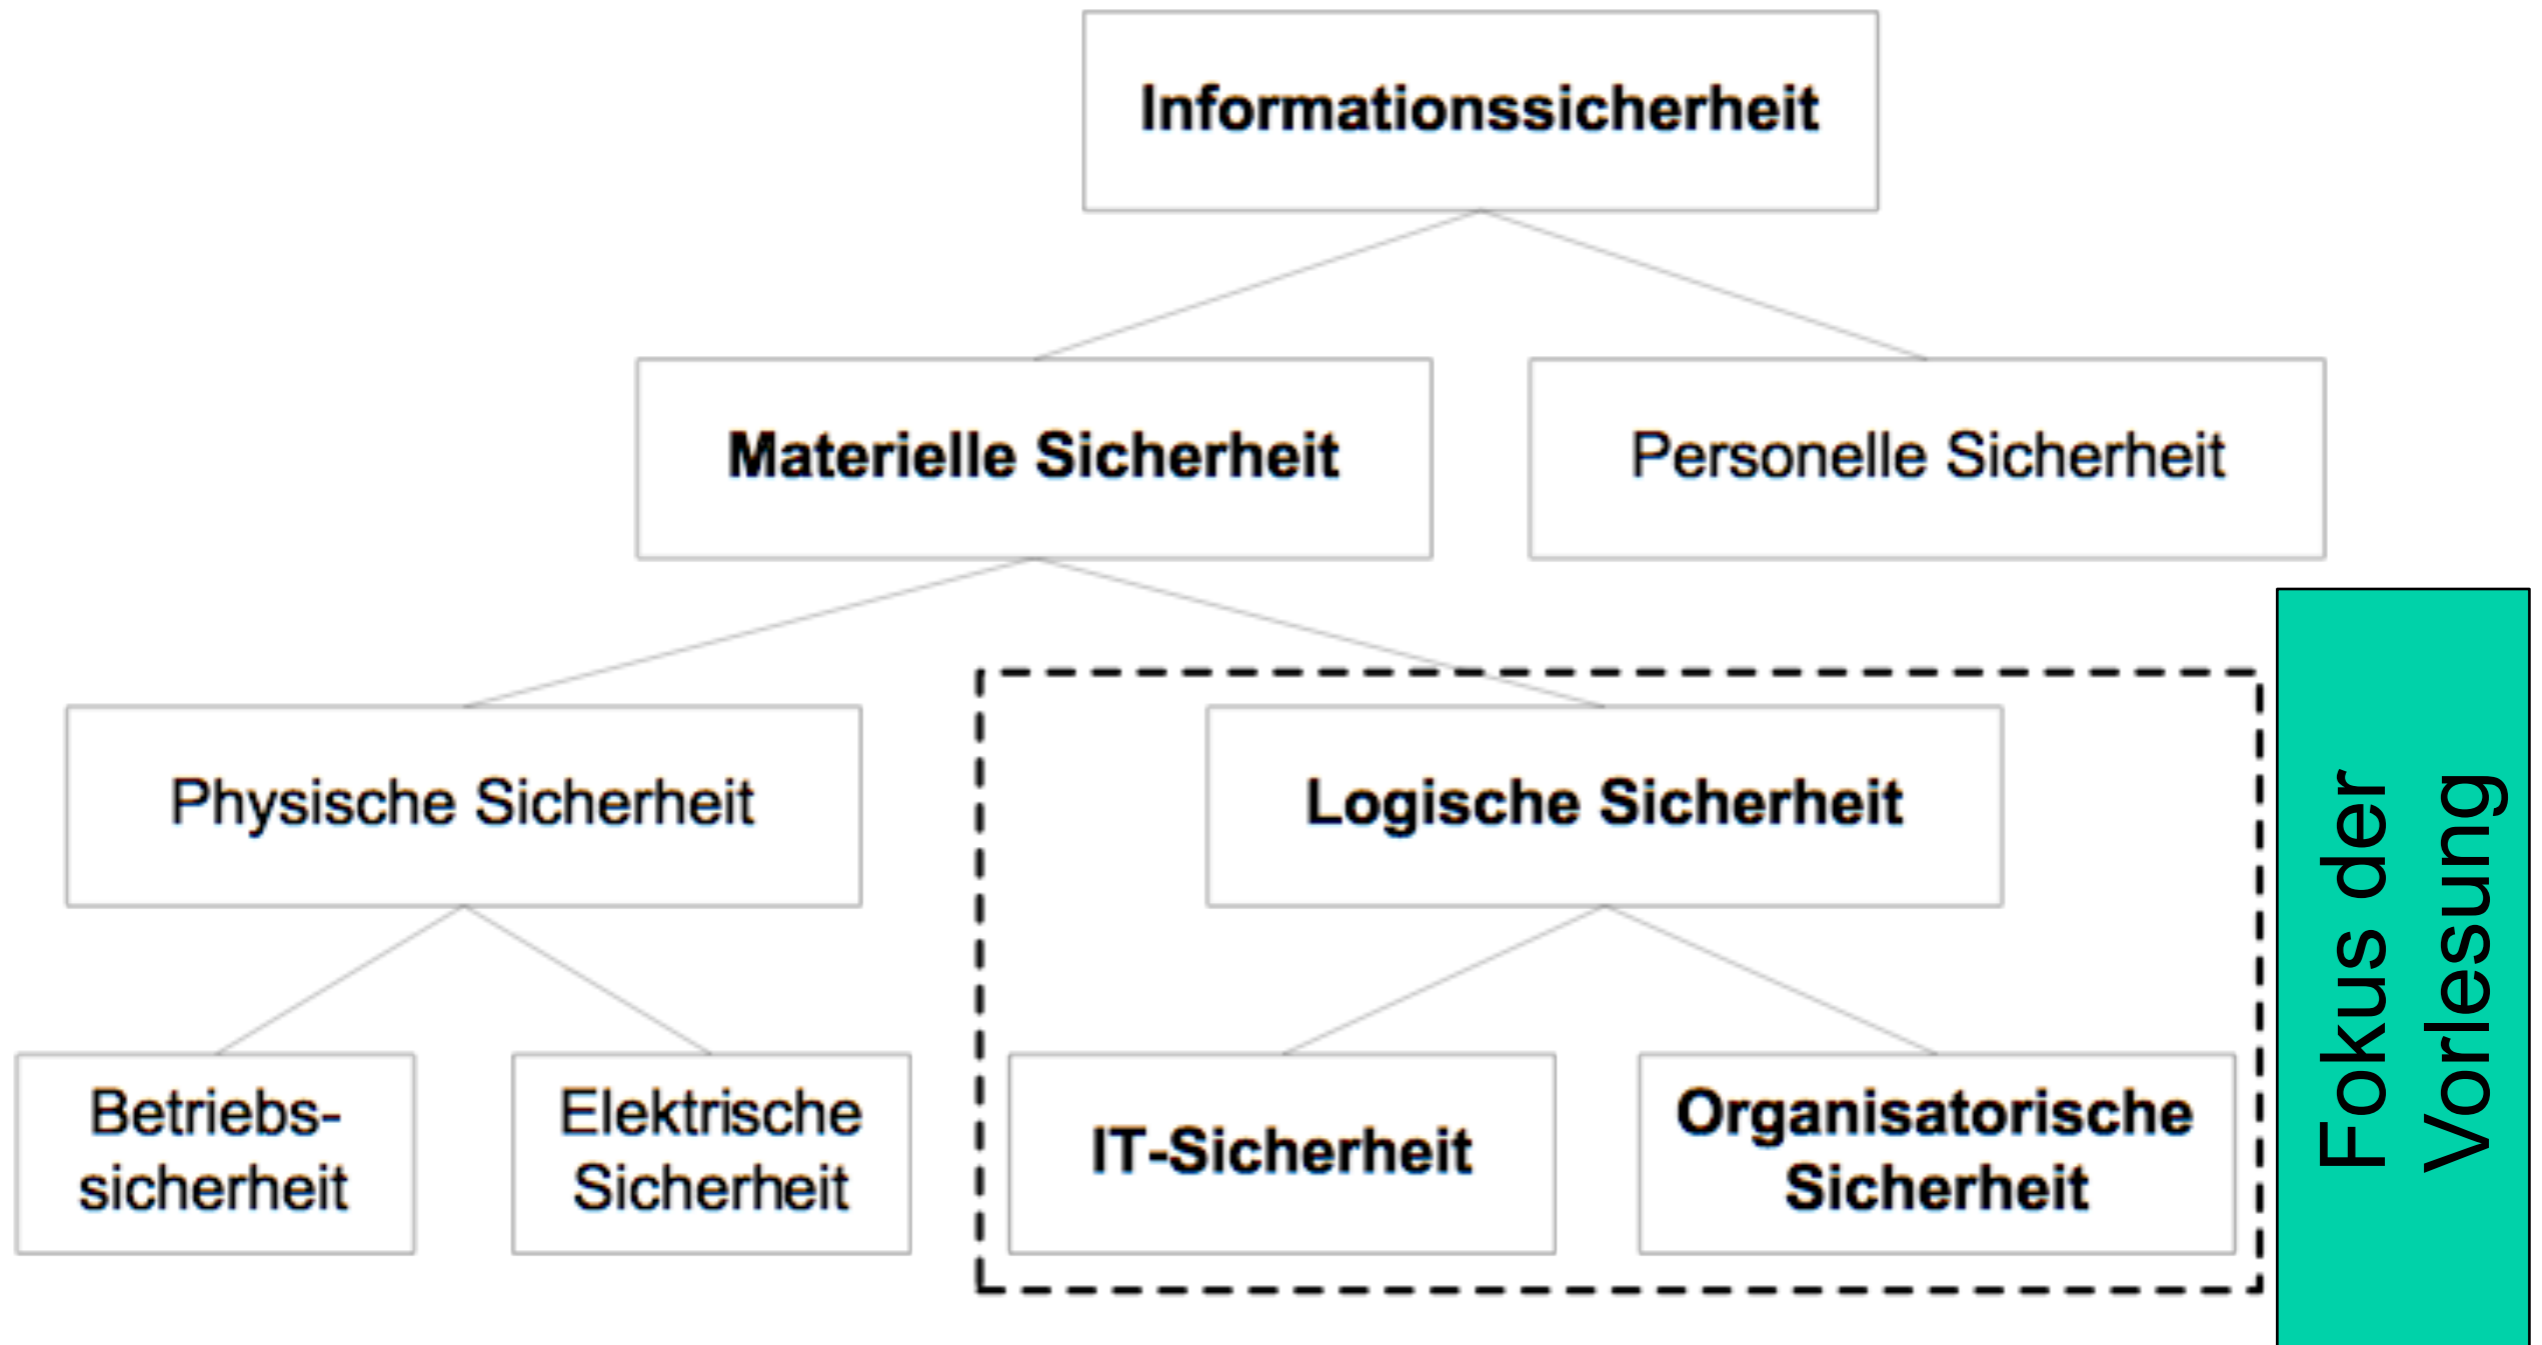 Informationssicherheit
Materielle Sicherheit
Personelle Sicherheit
Physische Sicherheit
Logische Sicherheit
Betriebs-
sicherheit
Elektrische
Sicherheit
IT-Sicherheit
Organisatorische
Sicherheit
Fokus der
Vorlesung